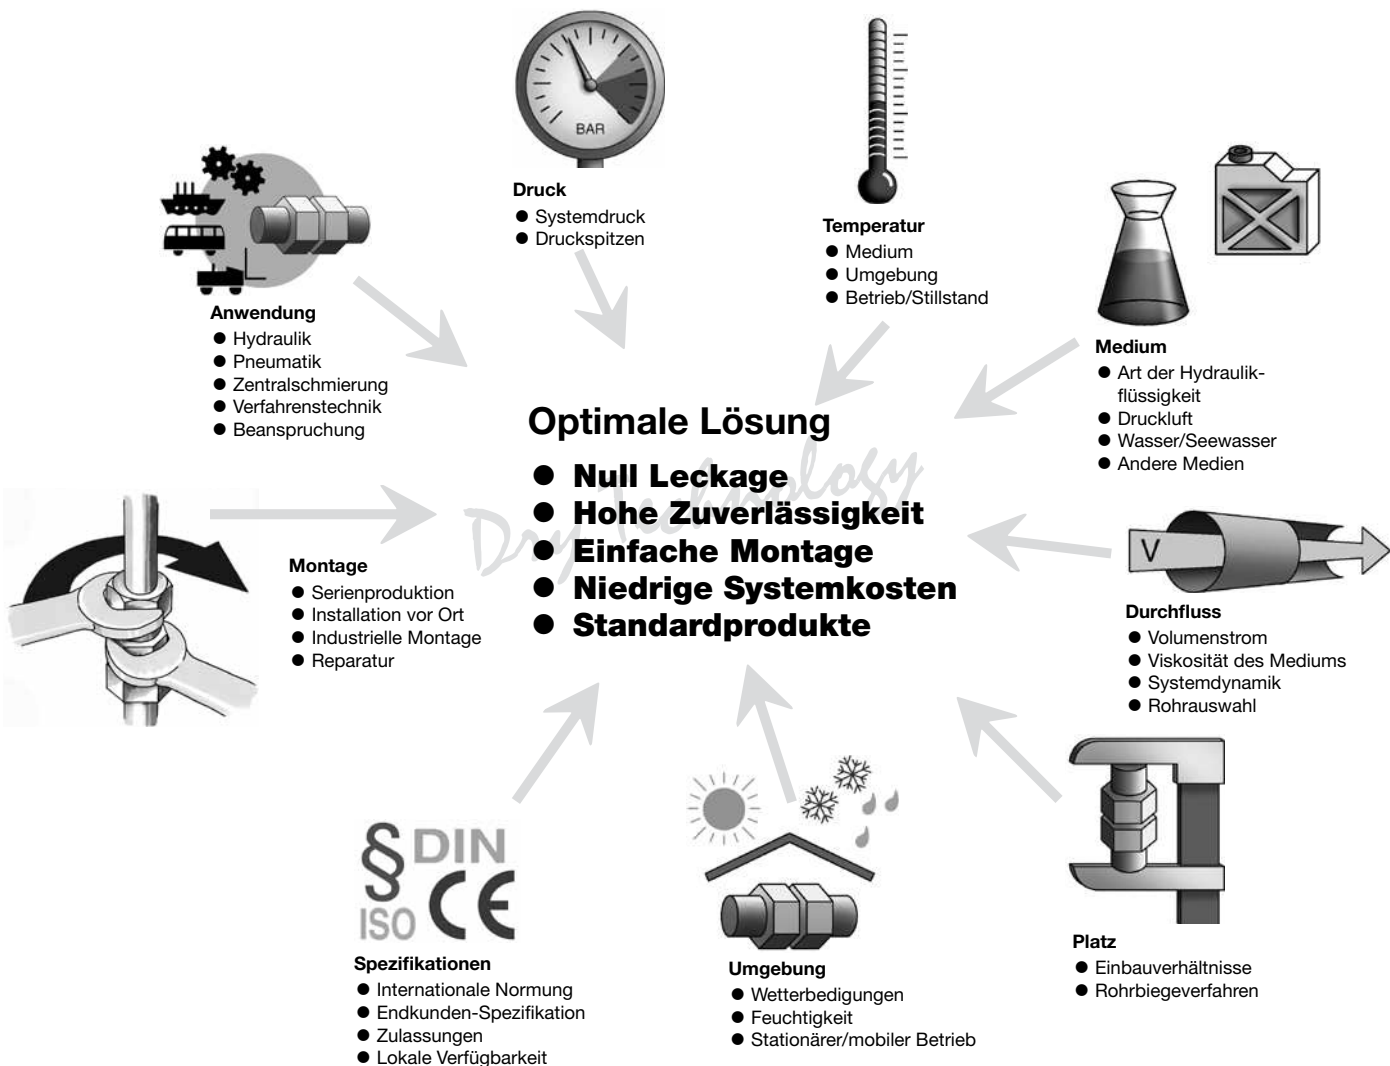 BAR
Druck
● Systemdruck
● Druckspitzen
Temperatur
● Medium
● Umgebung
● Betrieb/Stillstand
Anwendung
● Hydraulik
● Pneumatik
● Zentralschmierung
● Verfahrenstechnik
● Beanspruchung
Medium
● Art der Hydraulik-
flüssigkeit
● Druckluft
● Wasser/Seewasser
● Andere Medien
Optimale Lösung
● Null Leckage
● Hohe Zuverlässigkeit
● Einfache Montage
● Niedrige Systemkosten
● Standardprodukte
Dry Technology
Montage
● Serienproduktion
● Installation vor Ort
● Industrielle Montage
● Reparatur
V
Durchfluss
● Volumenstrom
● Viskosität des Mediums
● Systemdynamik
● Rohrauswahl
§ DIN
ISO CE
Spezifikationen
● Internationale Normung
● Endkunden-Spezifikation
● Zulassungen
● Lokale Verfügbarkeit
Umgebung
● Wetterbedigungen
● Feuchtigkeit
● Stationärer/mobiler Betrieb
Platz
● Einbauverhältnisse
● Rohrbiegeverfahren